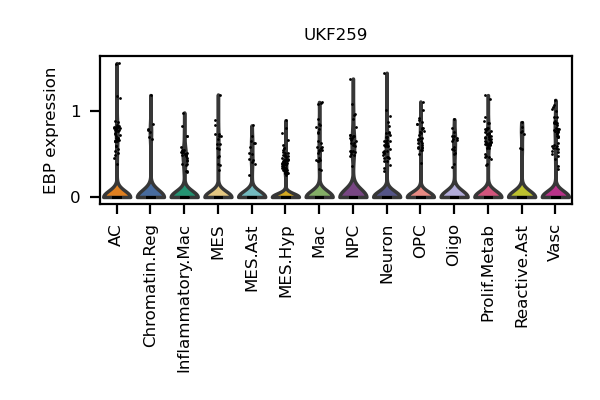 UKF259
EBP expression
1
0
AC
Chromatin.Reg
Inflammatory.Mac
MES
MES.Ast
MES.Hyp
Mac
NPC
Neuron
OPC
Oligo
Prolif.Metab
Reactive.Ast
Vasc